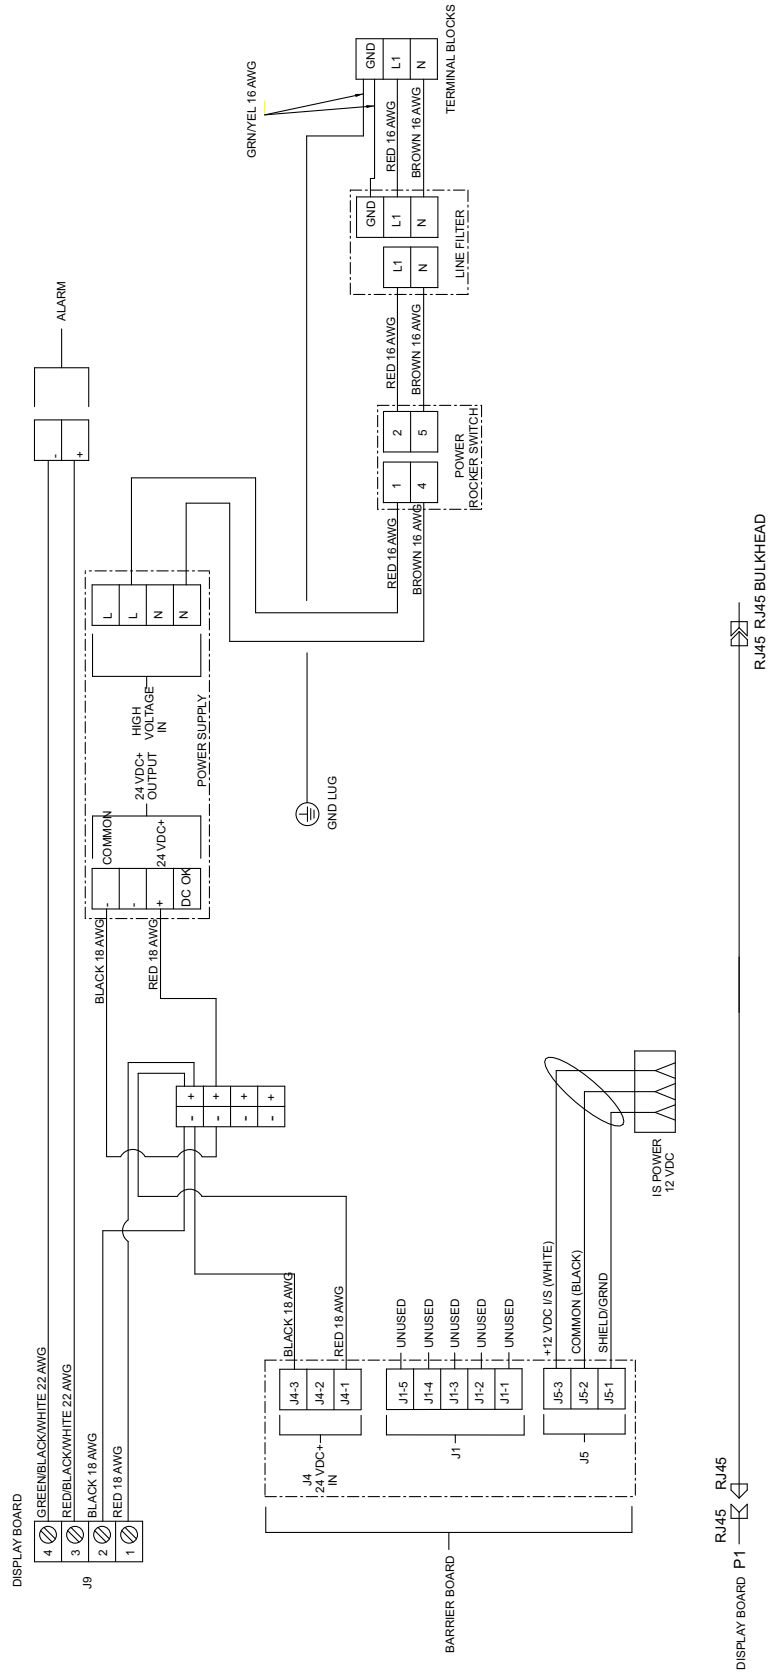 DISPLAY BOARD
J9
4
3
2
1
GREEN/BLACK/WHITE 22 AWG
RED/BLACK/WHITE 22 AWG
BLACK 18 AWG
RED 18 AWG
-
+
ALARM
BLACK 18 AWG
RED 18 AWG
-
-
+
DC OK
COMMON
24 VDC+
24 VDC+
OUTPUT
HIGH
VOLTAGE
IN
POWER SUPPLY
L
L
N
N
- +
- +
- +
- +
GND LUG
GRN/YEL 16 AWG
RED 16 AWG
BROWN 16 AWG
1
4
2
5
POWER
ROCKER SWITCH
RED 16 AWG
BROWN 16 AWG
L1
N
GND
L1
N
LINE FILTER
RED 16 AWG
BROWN 16 AWG
GND
L1
N
TERMINAL BLOCKS
BARRIER BOARD
J4
24 VDC+
IN
J4-3
J4-2
J4-1
BLACK 18 AWG
RED 18 AWG
J1
J1-5
J1-4
J1-3
J1-2
J1-1
UNUSED
UNUSED
UNUSED
UNUSED
UNUSED
J5
J5-3
J5-2
J5-1
+12 VDC I/S (WHITE)
COMMON (BLACK)
SHIELD/GRND
IS POWER
12 VDC
DISPLAY BOARD P1
RJ45
RJ45
RJ45
RJ45 BULKHEAD